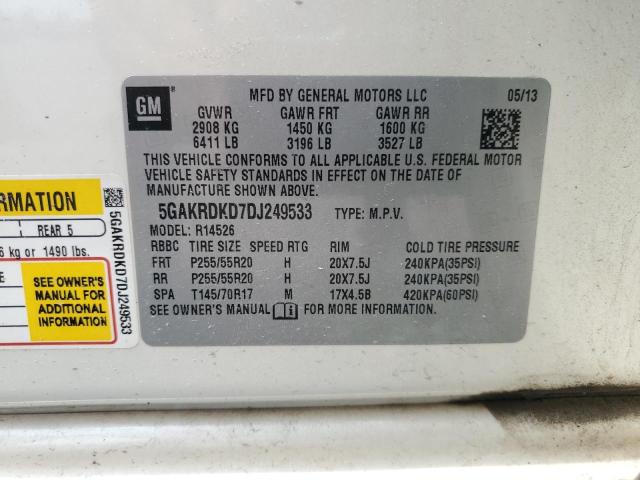 GM ®
MFD BY GENERAL MOTORS LLC 05/13
GVWR GAWR FRT GAWR RR
2908 KG 1450 KG 1600 KG
6411 LB 3196 LB 3527 LB
THIS VEHICLE CONFORMS TO ALL APPLICABLE U.S. FEDERAL MOTOR
VEHICLE SAFETY STANDARDS IN EFFECT ON THE DATE OF
MANUFACTURE SHOWN ABOVE.
5GAKRDKD7DJ249533 TYPE: M.P.V.
MODEL: R14526
RBBC TIRE SIZE SPEED RTG RIM COLD TIRE PRESSURE
FRT P255/55R20 H 20X7.5J 240KPA(35PSI)
RR P255/55R20 H 20X7.5J 240KPA(35PSI)
SPA T145/70R17 M 17X4.5B 420KPA(60PSI)
SEE OWNER'S MANUAL FOR MORE INFORMATION.
RMATION
REAR 5
6 kg or 1490 lbs.
SEE OWNER'S
MANUAL FOR
ADDITIONAL
INFORMATION
5GAKRDKD7DJ249533